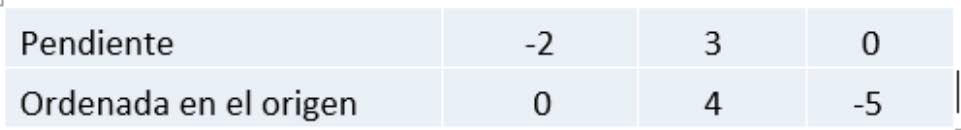 Pendiente -2 3 0
Ordenada en el origen 0 4 -5